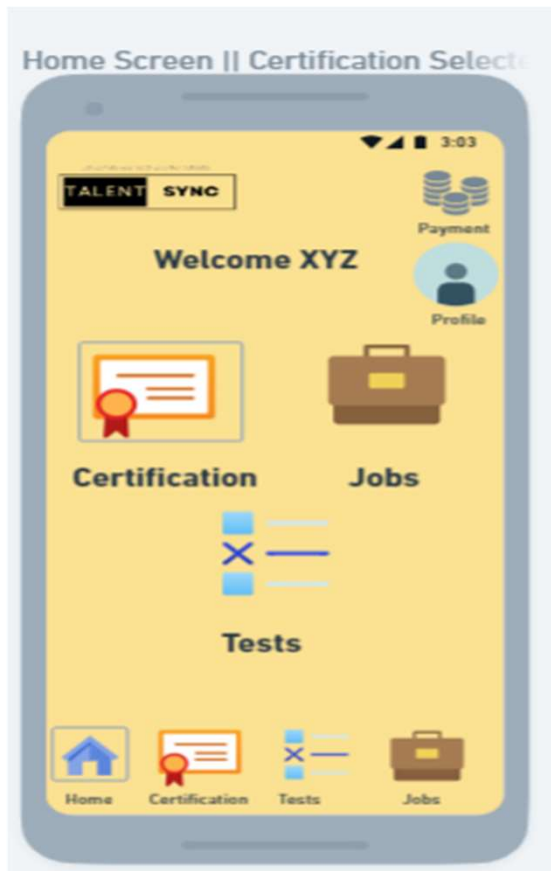 Home Screen || Certification Selecte
3:03
TALENT SYNC
Payment
Welcome XYZ
Profile
Certification Jobs
Tests
Home Certification Tests Jobs